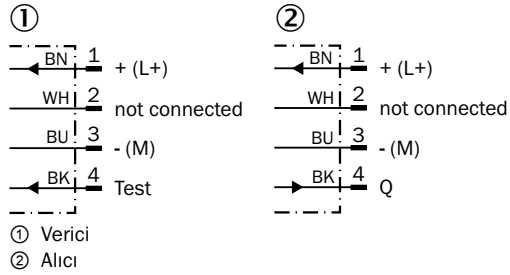 ① ②
BN 1 + (L+) BN 1 + (L+)
WH 2 not connected WH 2 not connected
BU 3 - (M) BU 3 - (M)
BK 4 Test BK 4 Q
① Verici
② Alıcı